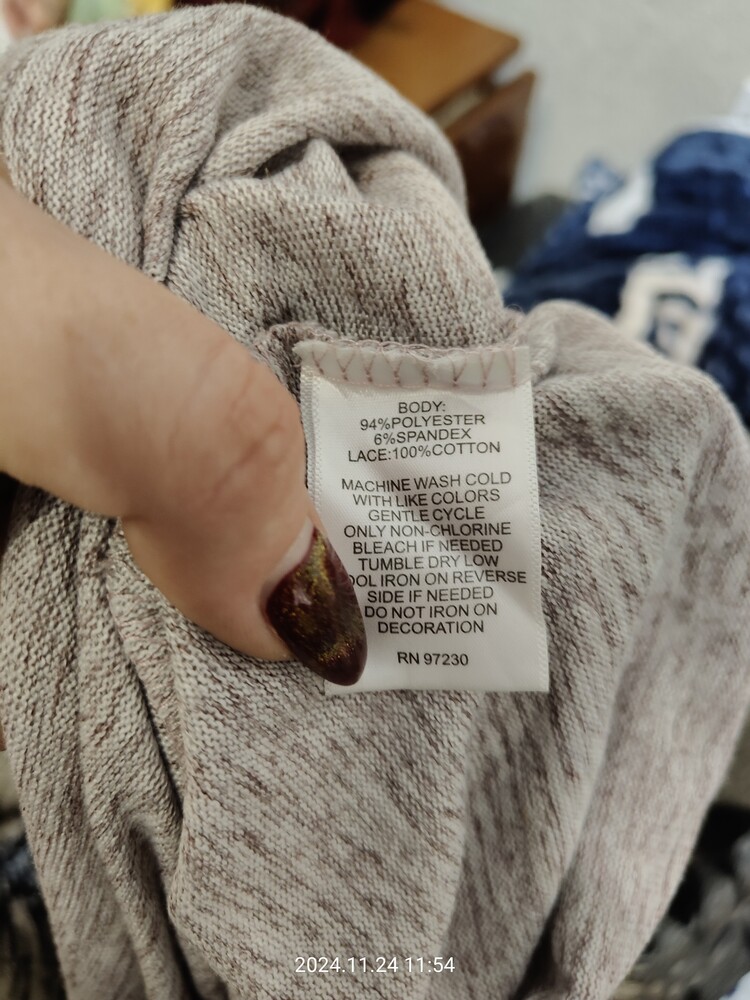 BODY:
94%POLYESTER
6%SPANDEX
LACE:100%COTTON
MACHINE WASH COLD
WITH LIKE COLORS
GENTLE CYCLE
ONLY NON-CHLORINE
BLEACH IF NEEDED
TUMBLE DRY LOW
OOL IRON ON REVERSE
SIDE IF NEEDED
DO NOT IRON ON
DECORATION
RN 97230
2024.11.24 11:54